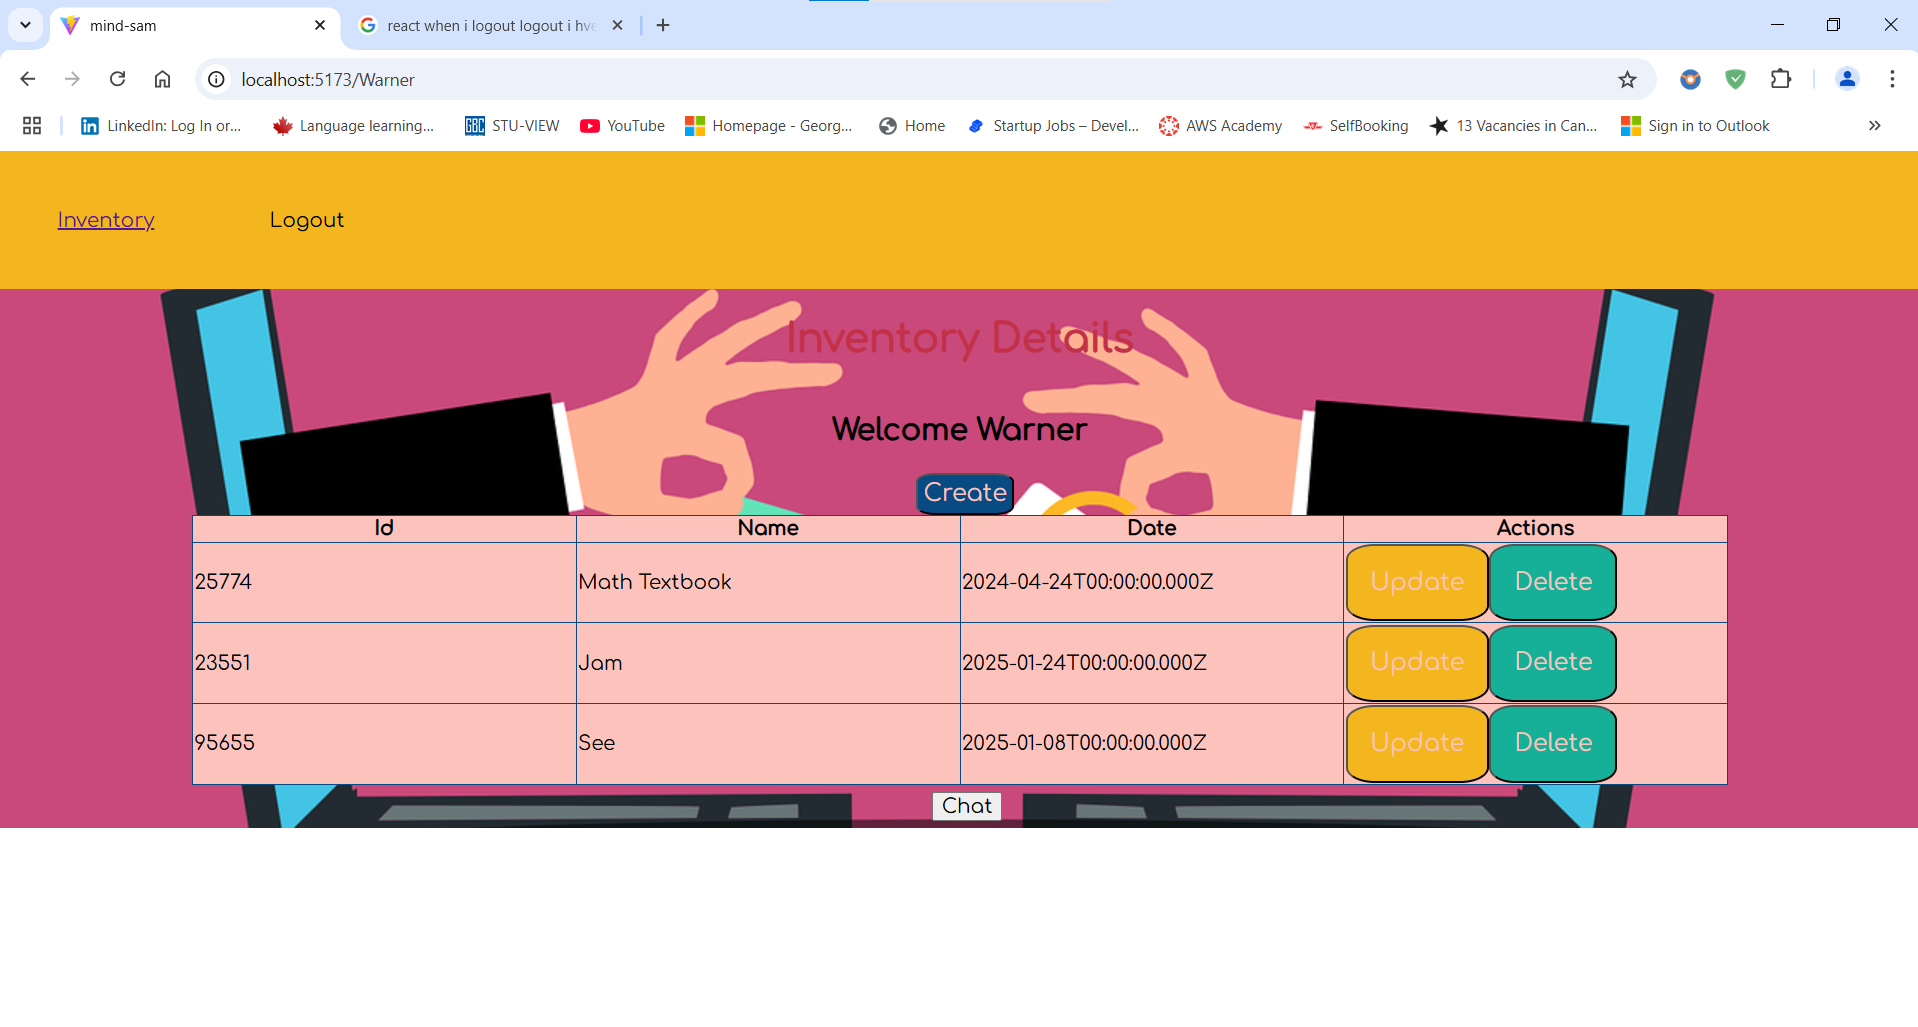 mind-sam
react when i logout logout i hve
localhost:5173/Warner
LinkedIn: Log In or...
Language learning...
GBC
STU-VIEW
YouTube
Homepage - Georg...
Home
Startup Jobs – Devel...
AWS Academy
SelfBooking
13 Vacancies in Can...
Sign in to Outlook
Inventory
Logout
Inventory Details
Welcome Warner
Create
Id Name Date Actions
25774 Math Textbook 2024-04-24T00:00:00.000Z Update Delete
23551 Jam 2025-01-24T00:00:00.000Z Update Delete
95655 See 2025-01-08T00:00:00.000Z Update Delete
Chat